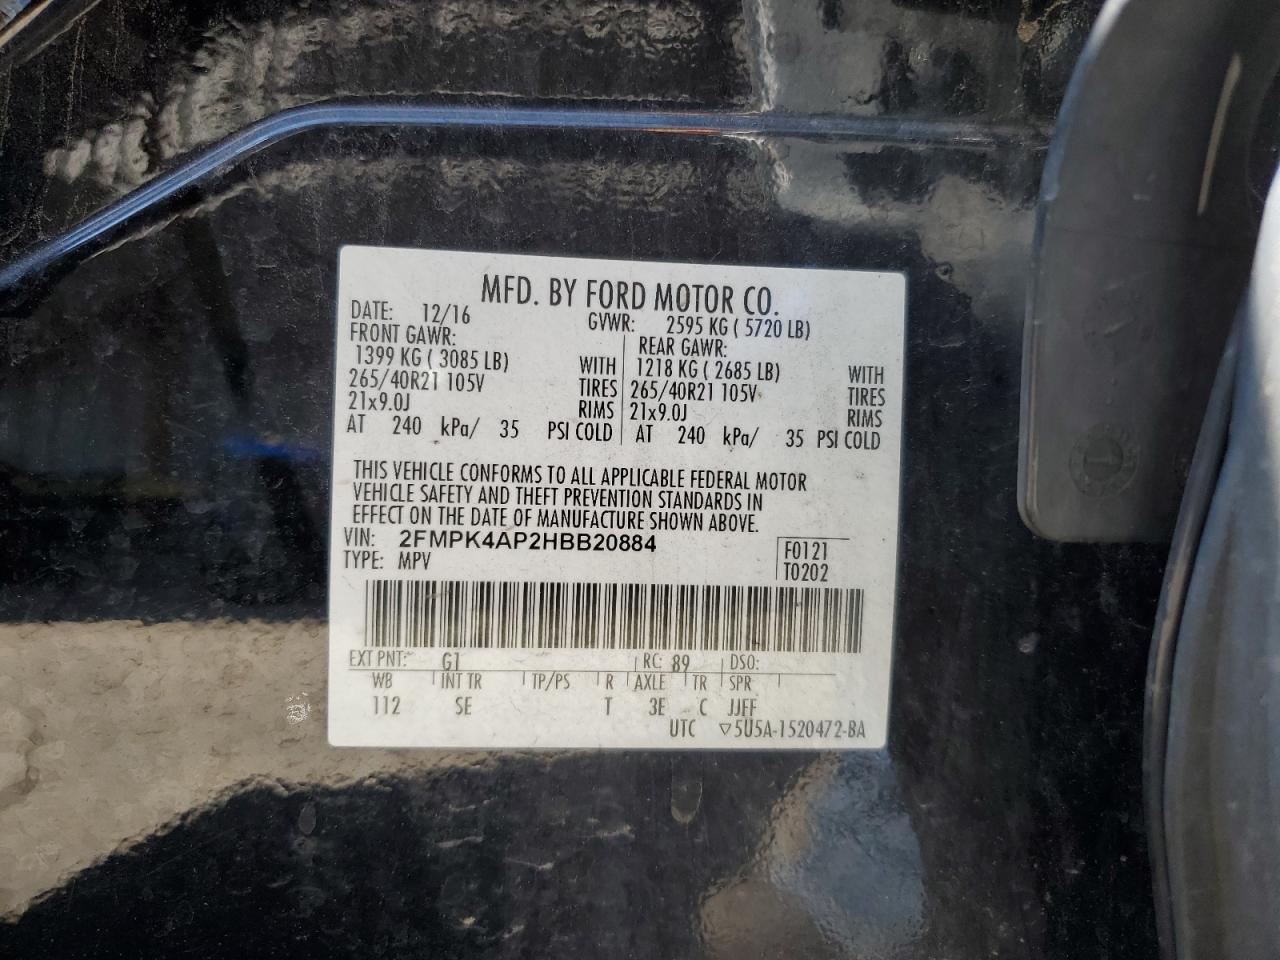 MFD. BY FORD MOTOR CO.
DATE: 12/16 GVWR: 2595 KG ( 5720 LB)
FRONT GAWR: REAR GAWR:
1399 KG ( 3085 LB) WITH 1218 KG ( 2685 LB) WITH
265/40R21 105V TIRES 265/40R21 105V TIRES
21x9.0J RIMS 21x9.0J RIMS
AT 240 kPa/ 35 PSI COLD AT 240 kPa/ 35 PSI COLD
THIS VEHICLE CONFORMS TO ALL APPLICABLE FEDERAL MOTOR
VEHICLE SAFETY AND THEFT PREVENTION STANDARDS IN
EFFECT ON THE DATE OF MANUFACTURE SHOWN ABOVE.
VIN: 2FMPK4AP2HBB20884 F0121
TYPE: MPV T0202
EXT PNT: G1 RC: 89 DSO:
WB INT TR TP/PS R AXLE TR SPR
112 SE T 3E C JJFF
UTC ▽5U5A-1520472-BA